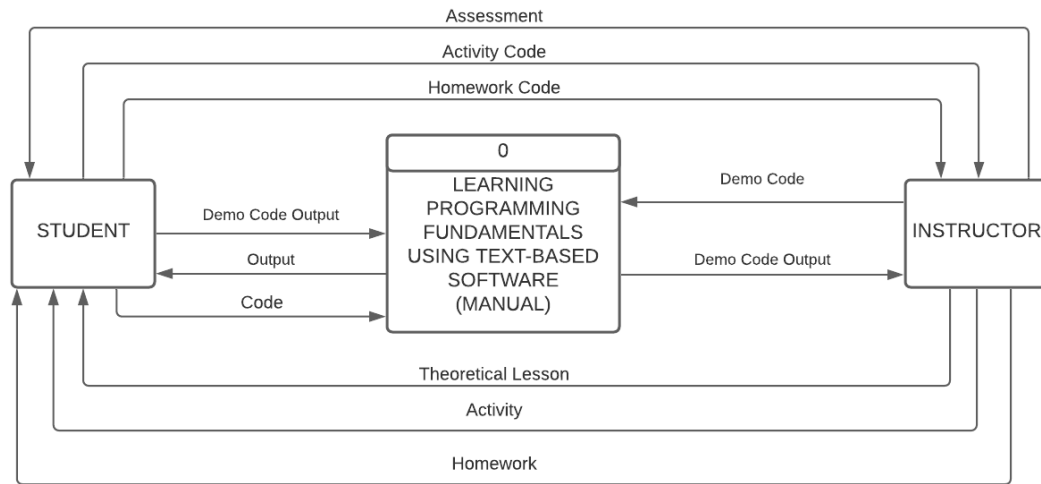 Assessment
Activity Code
Homework Code
0
LEARNING
PROGRAMMING
FUNDAMENTALS
USING TEXT-BASED
SOFTWARE
(MANUAL)
STUDENT
Demo Code Output
Output
Code
Demo Code
Demo Code Output
INSTRUCTOR
Theoretical Lesson
Activity
Homework